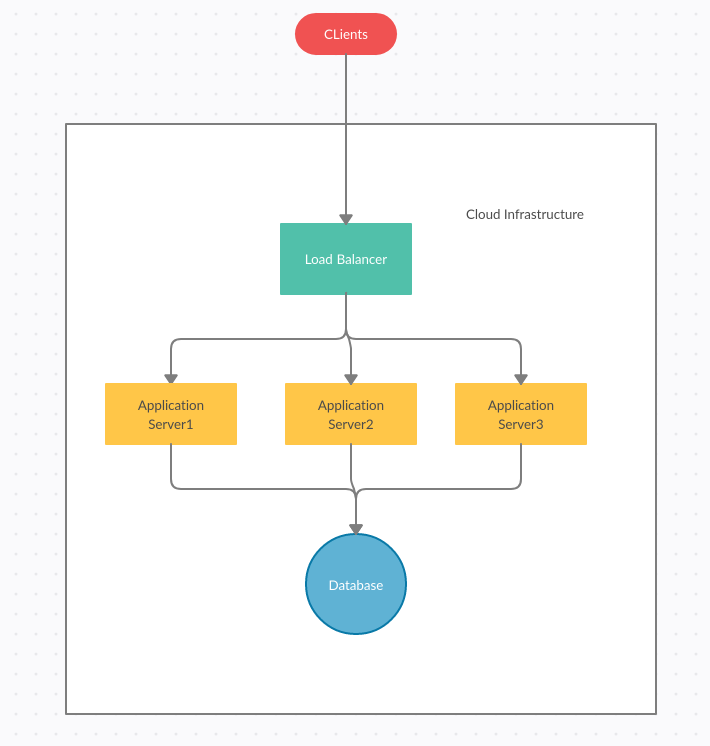 CLients
Cloud Infrastructure
Load Balancer
Application
Server1
Application
Server2
Application
Server3
Database